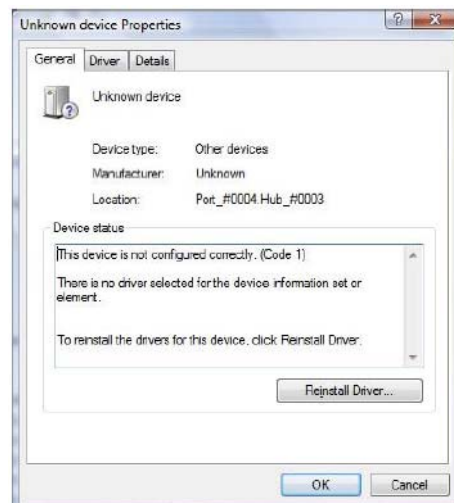 Unknown device Properties
General Driver Details
Unknown device
Device type: Other devices
Manufacturer: Unknown
Location: Port_#0004.Hub_#0003
Device status
This device is not configured correctly. (Code 1)
There is no driver selected for the device information set or
element.
To reinstall the drivers for this device, click Reinstall Driver.
Reinstall Driver...
OK Cancel